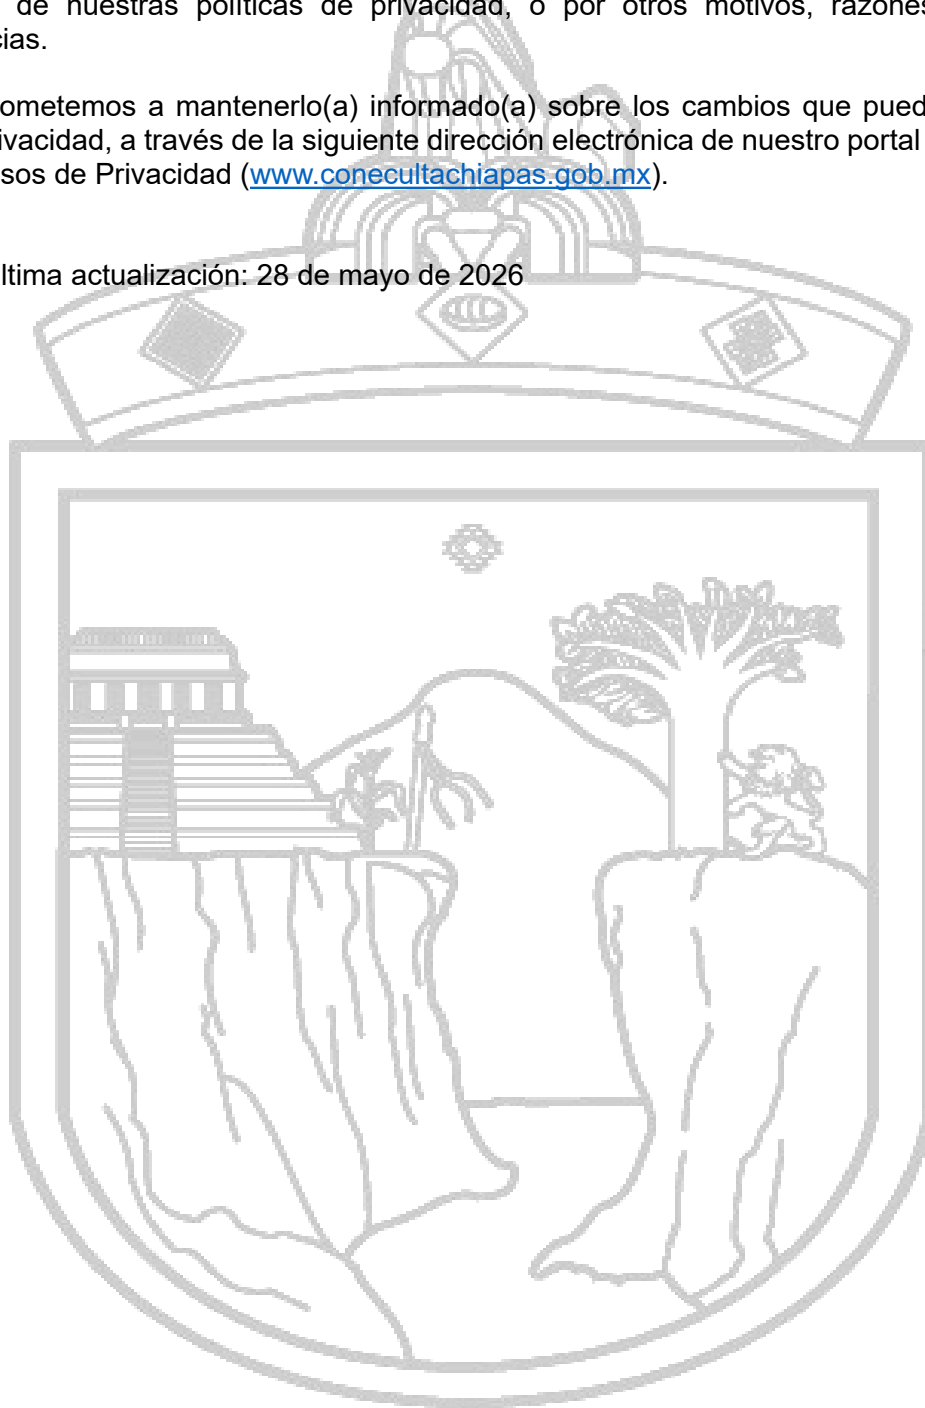 de nuestras políticas de privacidad, o por otros motivos, razones
cias.
ometemos a mantenerlo(a) informado(a) sobre los cambios que pued
rivacidad, a través de la siguiente dirección electrónica de nuestro portal
sos de Privacidad (www.conecultachiapas.gob.mx).
ltima actualización: 28 de mayo de 2026